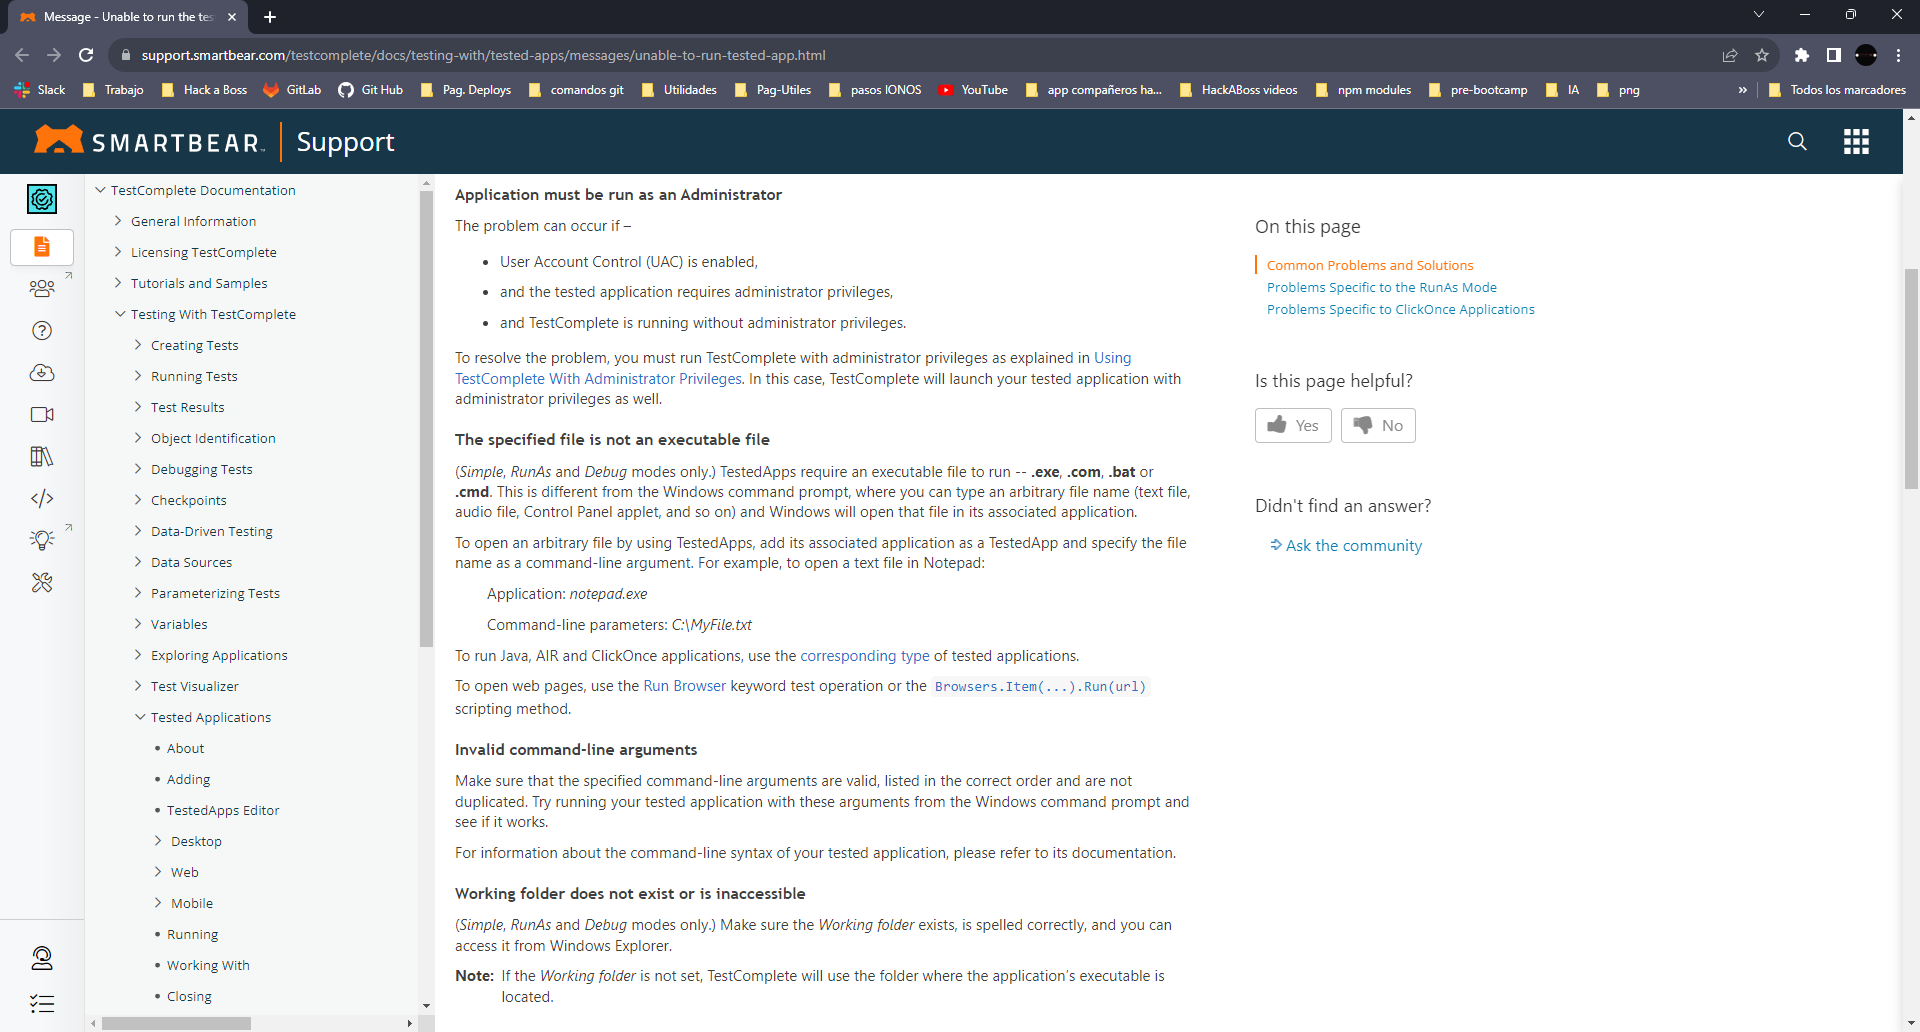 Message - Unable to run the tes
support.smartbear.com/testcomplete/docs/testing-with/tested-apps/messages/unable-to-run-tested-app.html
Slack Trabajo Hack a Boss GitLab Git Hub Pag. Deploys comandos git Utilidades Pag-Utiles pasos IONOS YouTube app compañeros ha... HackABoss videos npm modules pre-bootcamp IA png » Todos los marcadores
SMARTBEAR Support
TestComplete Documentation
General Information
Licensing TestComplete
Tutorials and Samples
Testing With TestComplete
Creating Tests
Running Tests
Test Results
Object Identification
Debugging Tests
Checkpoints
Data-Driven Testing
Data Sources
Parameterizing Tests
Variables
Exploring Applications
Test Visualizer
Tested Applications
• About
• Adding
• TestedApps Editor
Desktop
Web
Mobile
• Running
• Working With
• Closing
Application must be run as an Administrator
The problem can occur if –
• User Account Control (UAC) is enabled,
• and the tested application requires administrator privileges,
• and TestComplete is running without administrator privileges.
To resolve the problem, you must run TestComplete with administrator privileges as explained in Using
TestComplete With Administrator Privileges. In this case, TestComplete will launch your tested application with
administrator privileges as well.
The specified file is not an executable file
(Simple, RunAs and Debug modes only.) TestedApps require an executable file to run -- .exe, .com, .bat or
.cmd. This is different from the Windows command prompt, where you can type an arbitrary file name (text file,
audio file, Control Panel applet, and so on) and Windows will open that file in its associated application.
To open an arbitrary file by using TestedApps, add its associated application as a TestedApp and specify the file
name as a command-line argument. For example, to open a text file in Notepad:
Application: notepad.exe
Command-line parameters: C:\MyFile.txt
To run Java, AIR and ClickOnce applications, use the corresponding type of tested applications.
To open web pages, use the Run Browser keyword test operation or the Browsers.Item(...).Run(url)
scripting method.
Invalid command-line arguments
Make sure that the specified command-line arguments are valid, listed in the correct order and are not
duplicated. Try running your tested application with these arguments from the Windows command prompt and
see if it works.
For information about the command-line syntax of your tested application, please refer to its documentation.
Working folder does not exist or is inaccessible
(Simple, RunAs and Debug modes only.) Make sure the Working folder exists, is spelled correctly, and you can
access it from Windows Explorer.
Note: If the Working folder is not set, TestComplete will use the folder where the application's executable is
located.
On this page
Common Problems and Solutions
Problems Specific to the RunAs Mode
Problems Specific to ClickOnce Applications
Is this page helpful?
Yes No
Didn't find an answer?
Ask the community